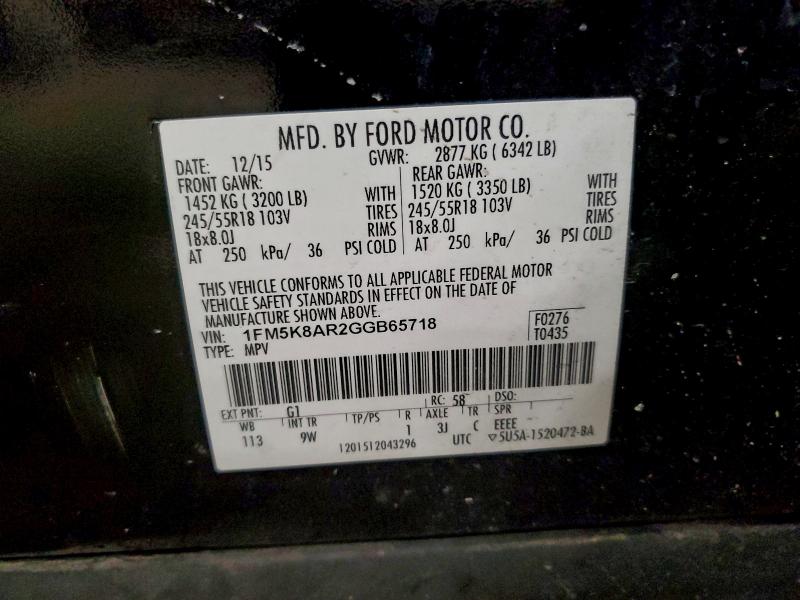 MFD. BY FORD MOTOR CO.
DATE: 12/15 GVWR: 2877 KG ( 6342 LB)
FRONT GAWR: REAR GAWR:
1452 KG ( 3200 LB) WITH 1520 KG ( 3350 LB) WITH
245/55R18 103V TIRES 245/55R18 103V TIRES
18x8.0J RIMS 18x8.0J RIMS
AT 250 kPa/ 36 PSI COLD AT 250 kPa/ 36 PSI COLD
THIS VEHICLE CONFORMS TO ALL APPLICABLE FEDERAL MOTOR
VEHICLE SAFETY STANDARDS IN EFFECT ON THE DATE OF
MANUFACTURE SHOWN ABOVE.
VIN: 1FM5K8AR2GGB65718 F0276
TYPE: MPV T0435
EXT PNT: G1 RC: 58 DSO:
WB INT TR TP/PS R AXLE TR SPR
113 9W 1 3J C EEEE
1201512043296 UTC ▽5U5A-1520472-BA